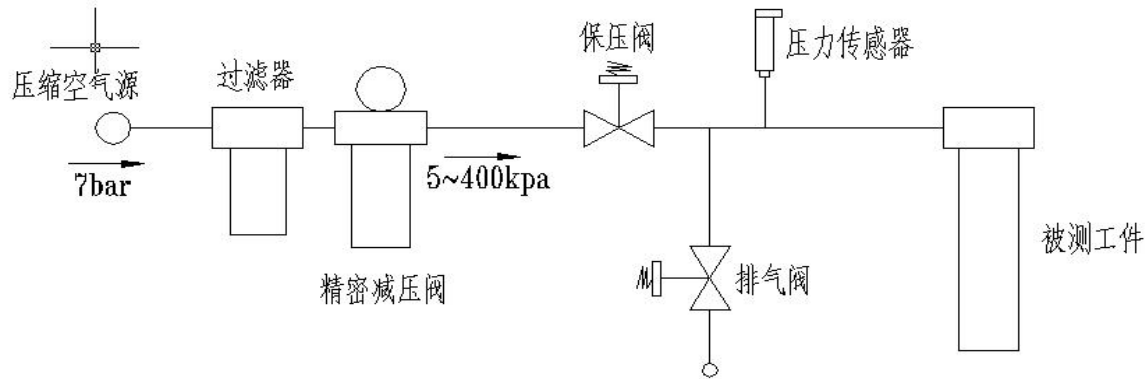 保压阀
压力传感器
过滤器
压缩空气源
7bar
5~400kpa
精密减压阀
排气阀
被测工件